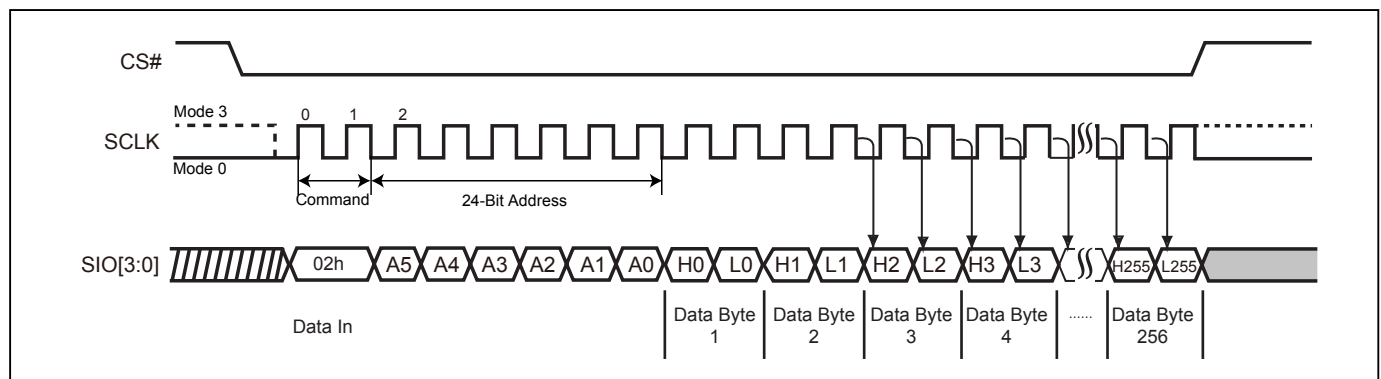 CS#
Mode 3
0 1 2
SCLK
Mode 0
Command 24-Bit Address
SIO[3:0] 02h A5 A4 A3 A2 A1 A0 H0 L0 H1 L1 H2 L2 H3 L3 H255 L255
Data In
Data Byte Data Byte Data Byte Data Byte ...... Data Byte
1 2 3 4 256